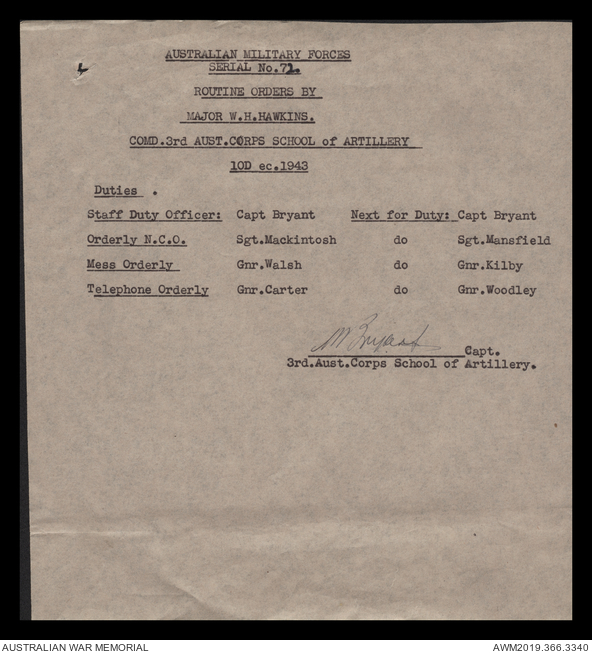 AUSTRALIAN MILITARY FORCES
SERIAL No.72.
ROUTINE ORDERS BY
MAJOR W.H.HAWKINS.
COMD.3rd AUST.CORPS SCHOOL of ARTILLERY
10D ec.1943
Duties .
Staff Duty Officer: Capt Bryant Next for Duty: Capt Bryant
Orderly N.C.O. Sgt.Mackintosh do Sgt.Mansfield
Mess Orderly Gnr.Walsh do Gnr.Kilby
Telephone Orderly Gnr.Carter do Gnr.Woodley
M Bryant Capt.
3rd.Aust.Corps School of Artillery.
AUSTRALIAN WAR MEMORIAL AWM2019.366.3340